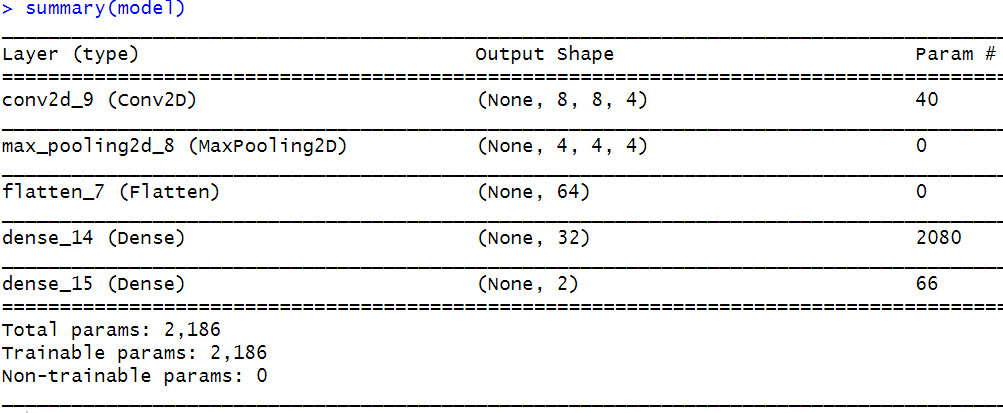 > summary(model)
Layer (type) Output Shape Param #
conv2d_9 (Conv2D) (None, 8, 8, 4) 40
max_pooling2d_8 (MaxPooling2D) (None, 4, 4, 4) 0
flatten_7 (Flatten) (None, 64) 0
dense_14 (Dense) (None, 32) 2080
dense_15 (Dense) (None, 2) 66
Total params: 2,186
Trainable params: 2,186
Non-trainable params: 0